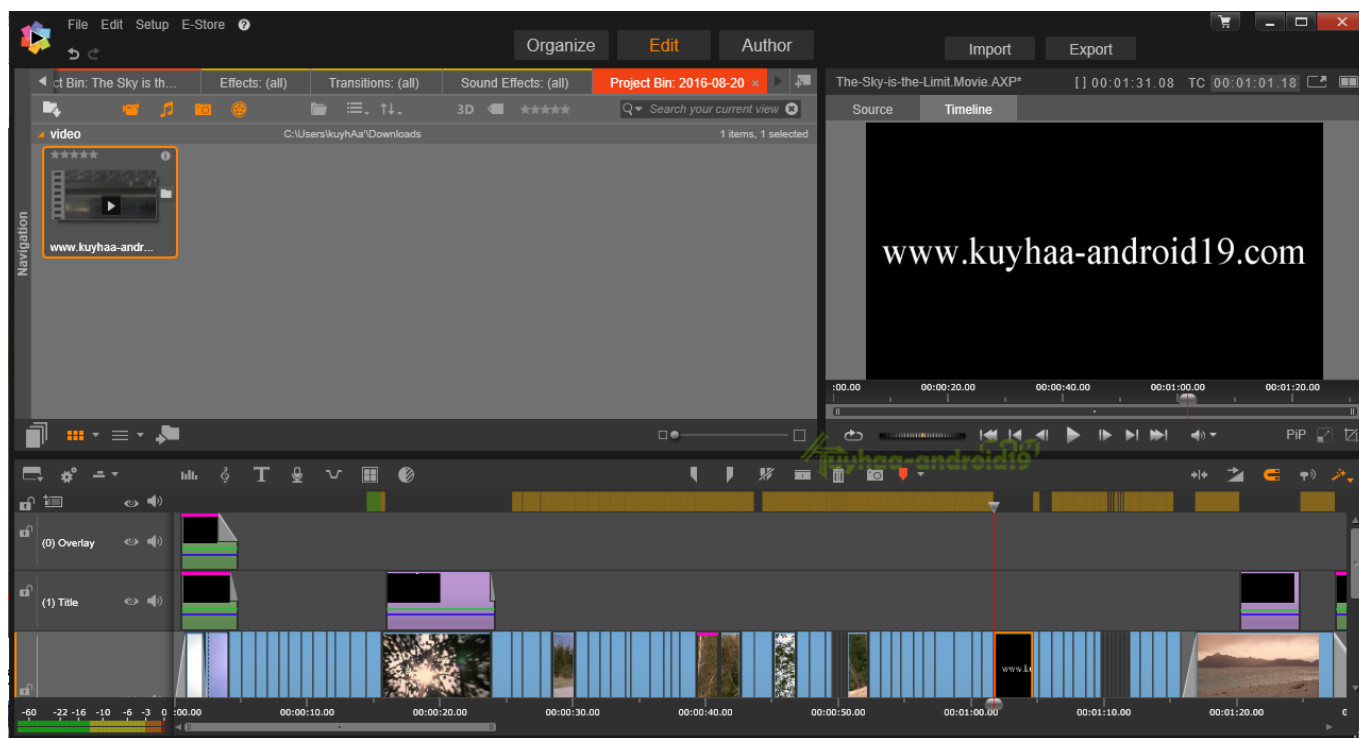 File Edit Setup E-Store ?
Organize Edit Author
Import Export
ct Bin: The Sky is th... Effects: (all) Transitions: (all) Sound Effects: (all) Project Bin: 2016-08-20 ×
The-Sky-is-the-Limit.Movie.AXP* [ ] 00:01:31.08 TC 00:01:01.18
3D Search your current view
Source Timeline
video C:\Users\kuyhAa'\Downloads 1 items, 1 selected
www.kuyhaa-andr...
Navigation
www.kuyhaa-android19.com
:00.00 00:00:20.00 00:00:40.00 00:01:00.00 00:01:20.00
PiP
kuyhaa-android19
T
(0) Overlay
(1) Title
www.k
-60 -22 -16 -10 -6 -3 0 :00.00 00:00:10.00 00:00:20.00 00:00:30.00 00:00:40.00 00:00:50.00 00:01:00.00 00:01:10.00 00:01:20.00